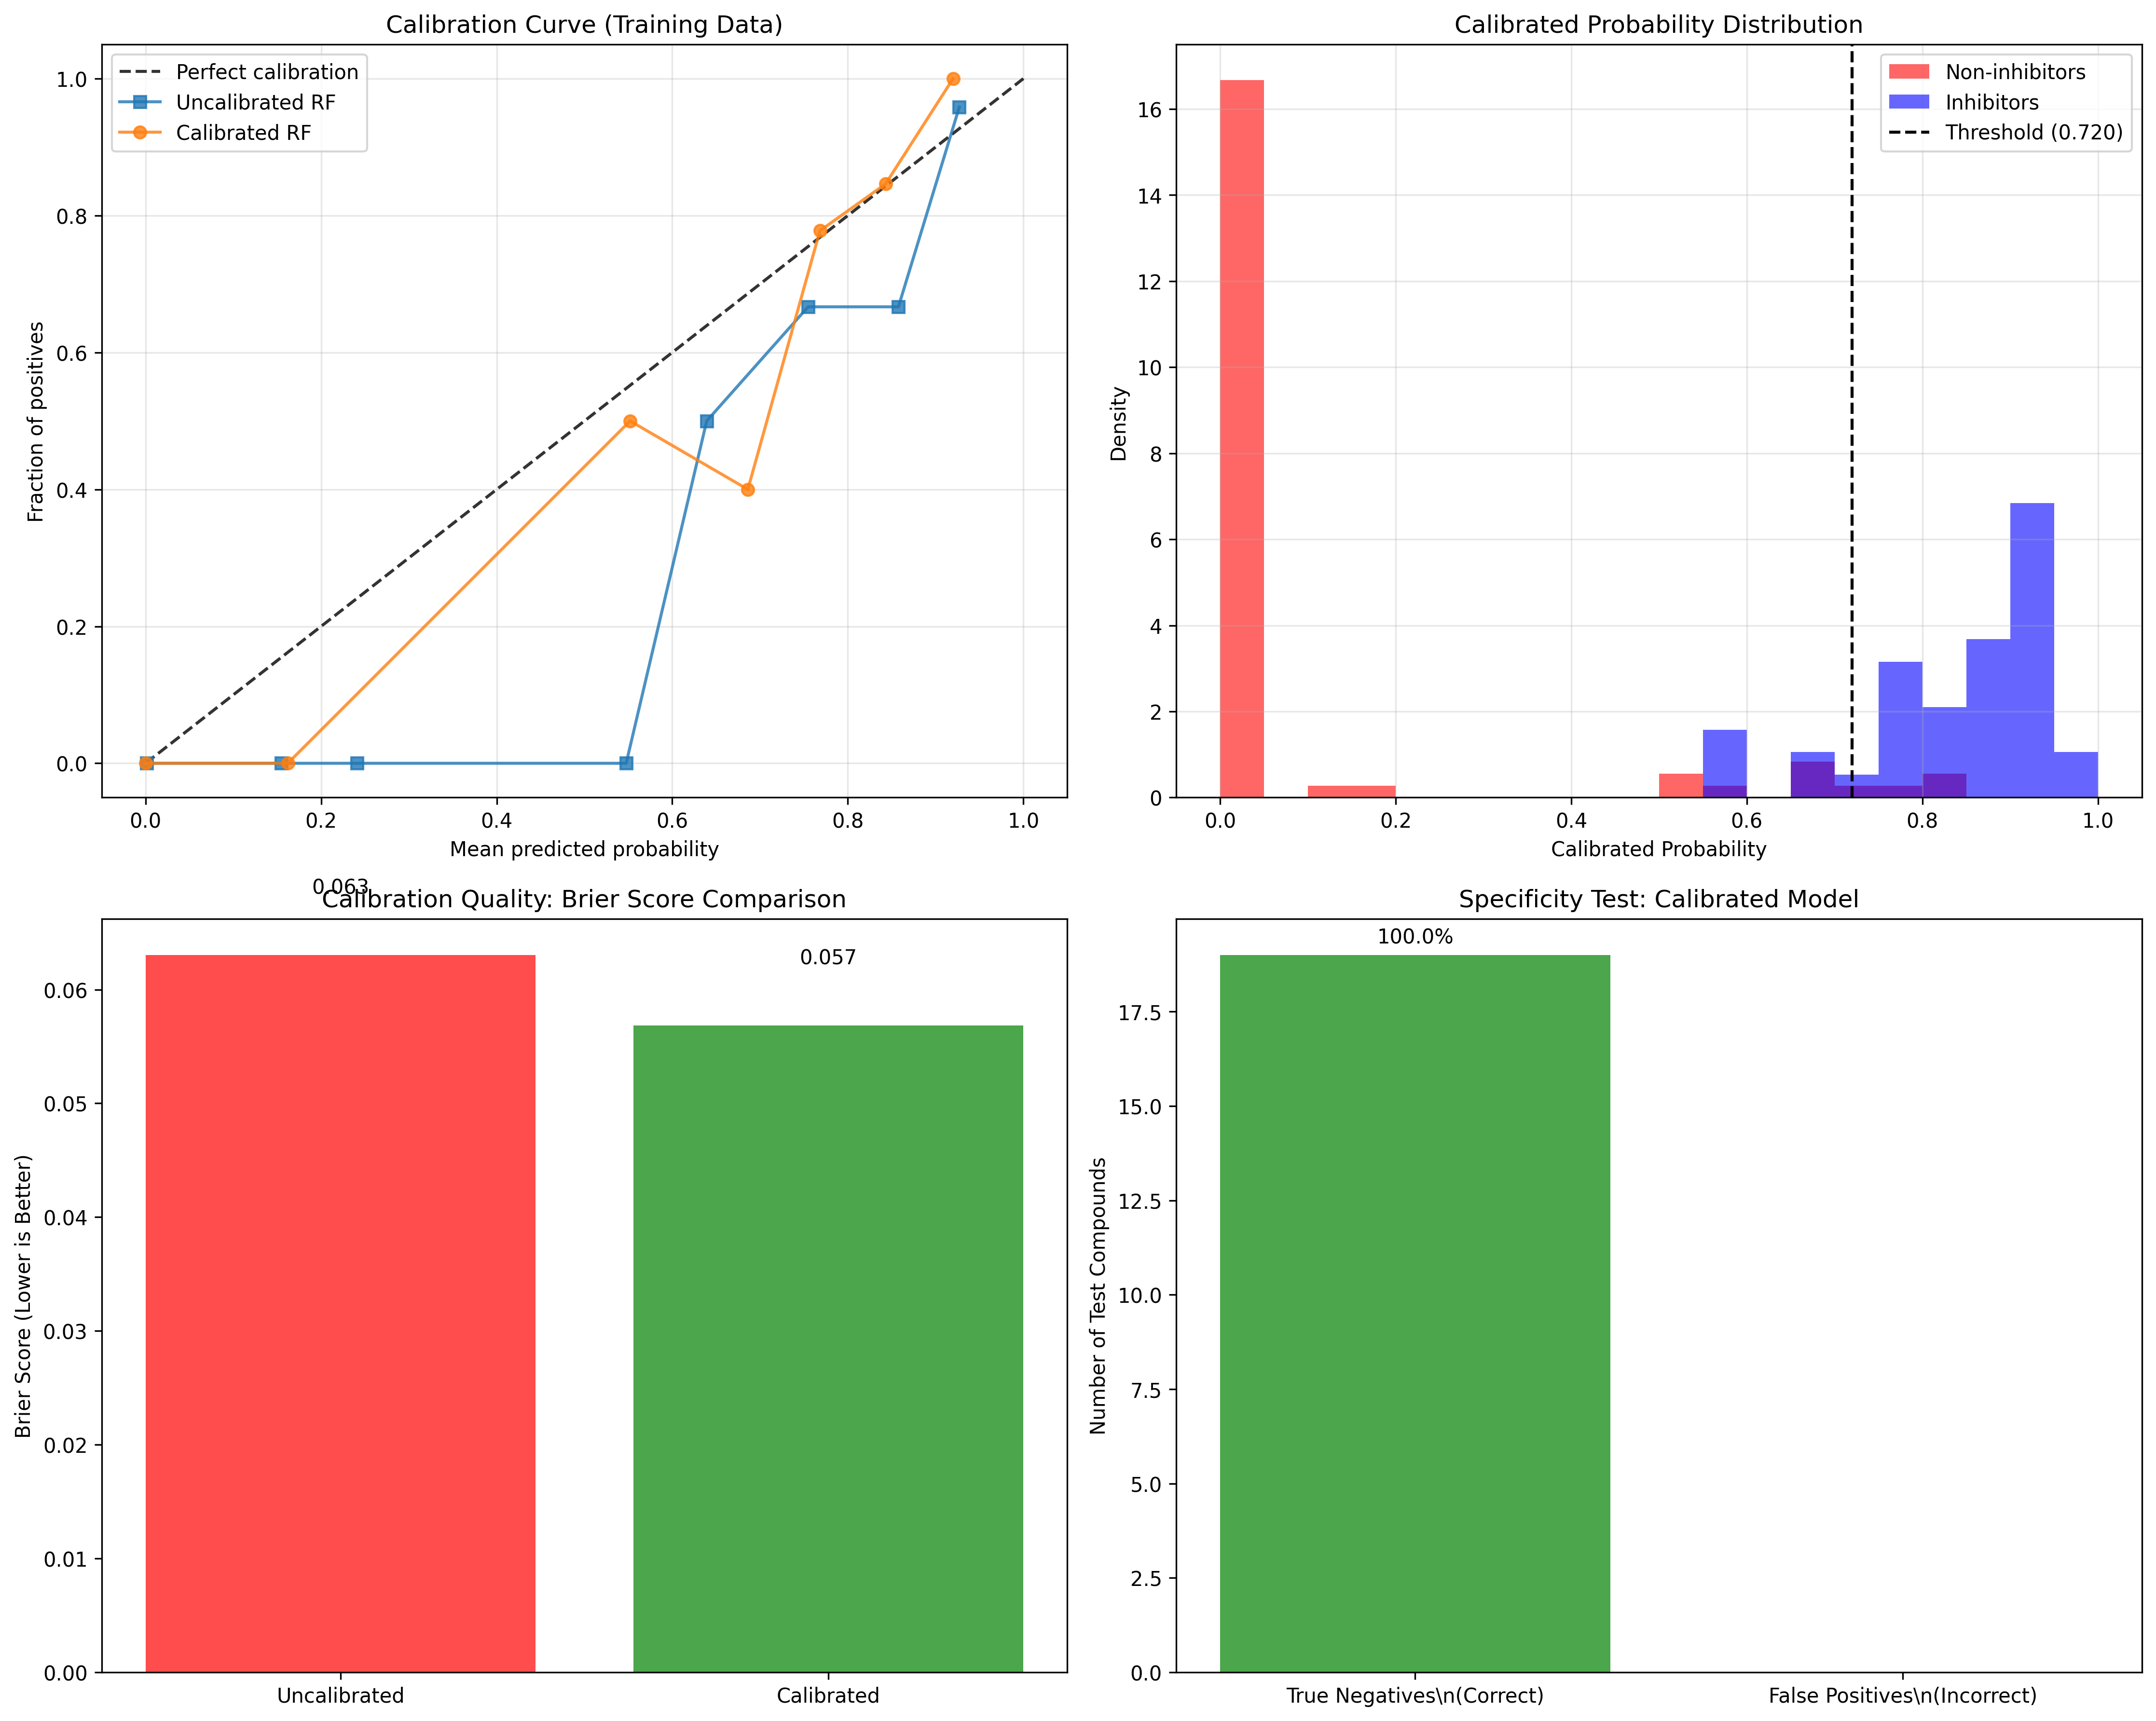 Calibration Curve (Training Data)
Perfect calibration
Uncalibrated RF
Calibrated RF
Fraction of positives
1.0
0.8
0.6
0.4
0.2
0.0
0.0 0.2 0.4 0.6 0.8 1.0
Mean predicted probability
Calibrated Probability Distribution
Non-inhibitors
Inhibitors
Threshold (0.720)
Density
16
14
12
10
8
6
4
2
0
0.0 0.2 0.4 0.6 0.8 1.0
Calibrated Probability
0.063
Calibration Quality: Brier Score Comparison
0.057
Brier Score (Lower is Better)
0.06
0.05
0.04
0.03
0.02
0.01
0.00
Uncalibrated Calibrated
Specificity Test: Calibrated Model
100.0%
Number of Test Compounds
17.5
15.0
12.5
10.0
7.5
5.0
2.5
0.0
True Negatives\n(Correct) False Positives\n(Incorrect)